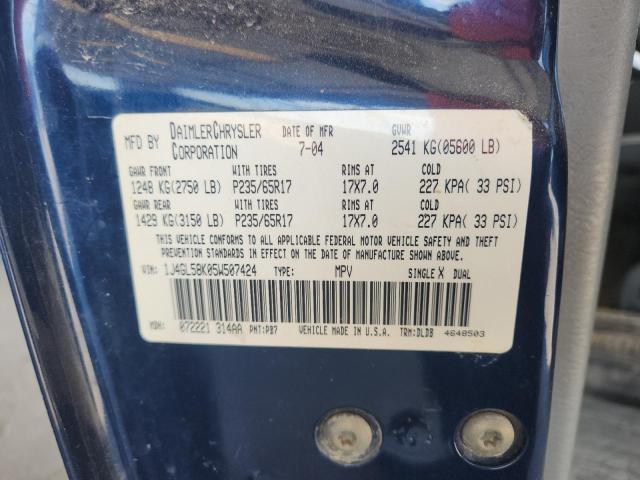 MFD BY DAIMLERCHRYSLER CORPORATION DATE OF MFR 7-04 GVWR 2541 KG(05600 LB)
GAWR FRONT WITH TIRES RIMS AT COLD
1248 KG(2750 LB) P235/65R17 17X7.0 227 KPA( 33 PSI)
GAWR REAR WITH TIRES RIMS AT COLD
1429 KG(3150 LB) P235/65R17 17X7.0 227 KPA( 33 PSI)
THIS VEHICLE CONFORMS TO ALL APPLICABLE FEDERAL MOTOR VEHICLE SAFETY AND THEFT
PREVENTION STANDARDS IN EFFECT ON THE DATE OF MANUFACTURE SHOWN ABOVE.
VIN: 1J4GL58K05W507424 TYPE: MPV SINGLE X DUAL
MDH: 072221 314AA PNT:PB7 VEHICLE MADE IN U.S.A. TRM:DLDB 4648503